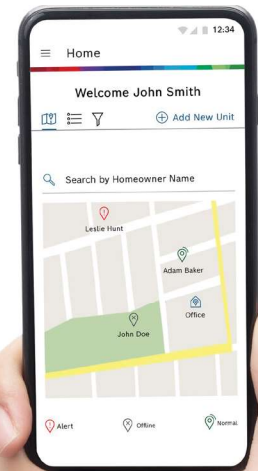 12:34
Home
Welcome John Smith
Add New Unit
Search by Homeowner Name
Leslie Hunt
Adam Baker
Office
John Doe
Alert Offline Normal